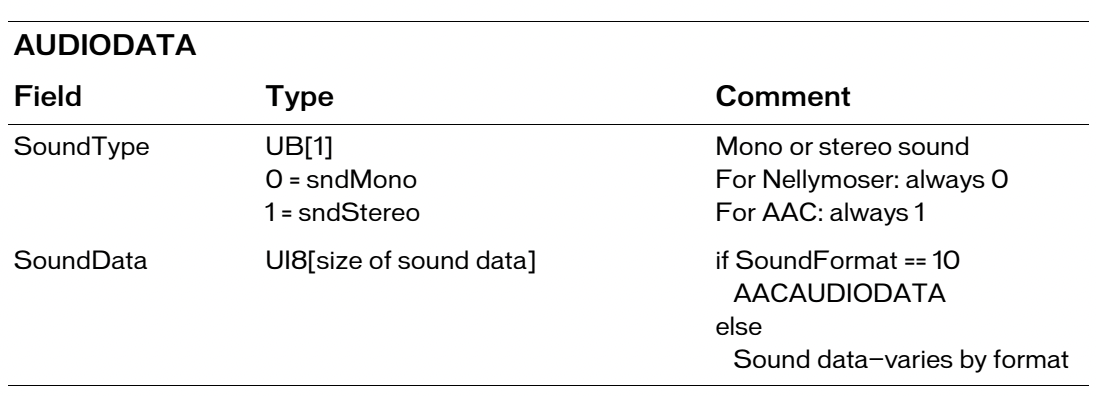 AUDIODATA
Field Type Comment
SoundType UB[1] Mono or stereo sound
0 = sndMono For Nellymoser: always 0
1 = sndStereo For AAC: always 1
SoundData UI8[size of sound data] if SoundFormat == 10
AACAUDIODATA
else
Sound data–varies by format